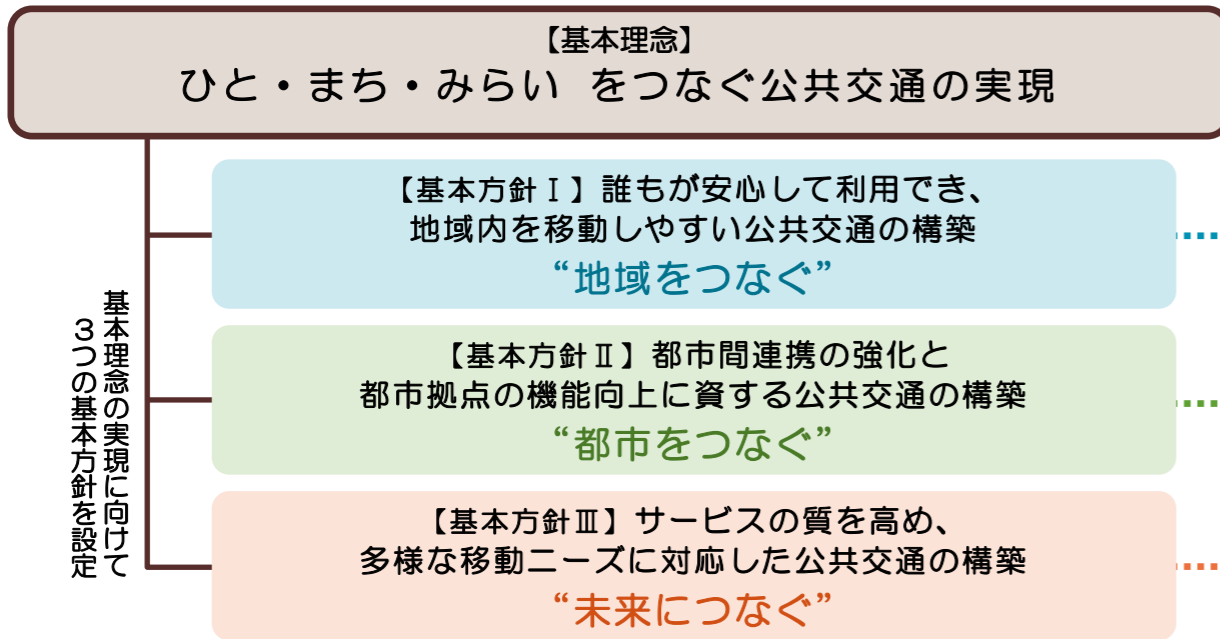 【基本理念】
ひと・まち・みらい をつなぐ公共交通の実現
基本理念の実現に向けて
３つの基本方針を設定
【基本方針Ⅰ】誰もが安心して利用でき、
地域内を移動しやすい公共交通の構築
“地域をつなぐ”
【基本方針Ⅱ】都市間連携の強化と
都市拠点の機能向上に資する公共交通の構築
“都市をつなぐ”
【基本方針Ⅲ】サービスの質を高め、
多様な移動ニーズに対応した公共交通の構築
“未来につなぐ”